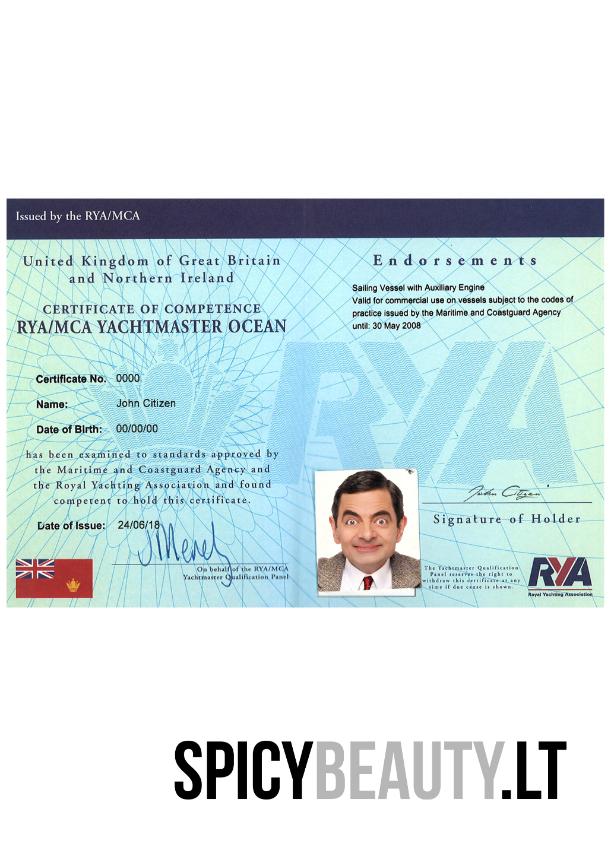 Issued by the RYA/MCA
United Kingdom of Great Britain
and Northern Ireland
CERTIFICATE OF COMPETENCE
RYA/MCA YACHTMASTER OCEAN
Certificate No. 0000
Name: John Citizen
Date of Birth: 00/00/00
has been examined to standards approved by
the Maritime and Coastguard Agency and
the Royal Yachting Association and found
competent to hold this certificate.
Date of Issue: 24/06/18
On behalf of the RYA/MCA
Yachtmaster Qualification Panel
Endorsements
Sailing Vessel with Auxiliary Engine
Valid for commercial use on vessels subject to the codes of
practice issued by the Maritime and Coastguard Agency
until: 30 May 2008
RYA
John Citizen
Signature of Holder
The Yachtmaster Qualification
Panel reserves the right to
withdraw this certificate at any
time if due cause is shown.
RYA
Royal Yachting Association
SPICYBEAUTY.LT